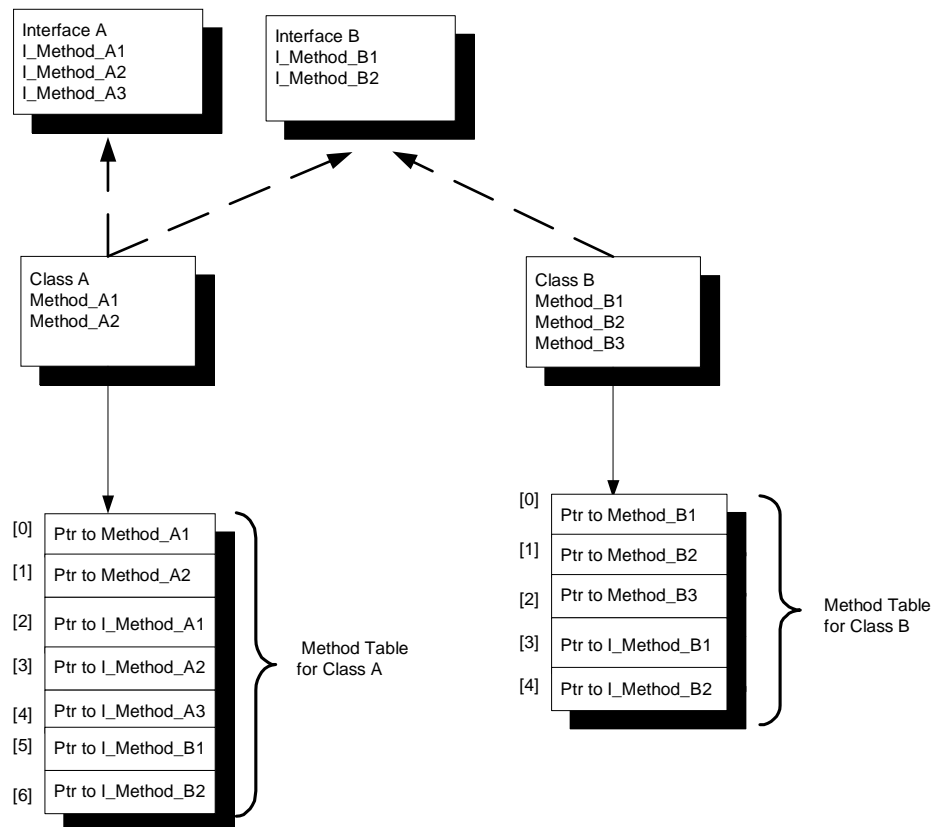 Interface A
I_Method_A1
I_Method_A2
I_Method_A3
Interface B
I_Method_B1
I_Method_B2
Class A
Method_A1
Method_A2
Class B
Method_B1
Method_B2
Method_B3
[0] Ptr to Method_A1
[1] Ptr to Method_A2
[2] Ptr to I_Method_A1
[3] Ptr to I_Method_A2
[4] Ptr to I_Method_A3
[5] Ptr to I_Method_B1
[6] Ptr to I_Method_B2
Method Table
for Class A
[0] Ptr to Method_B1
[1] Ptr to Method_B2
[2] Ptr to Method_B3
[3] Ptr to I_Method_B1
[4] Ptr to I_Method_B2
Method Table
for Class B